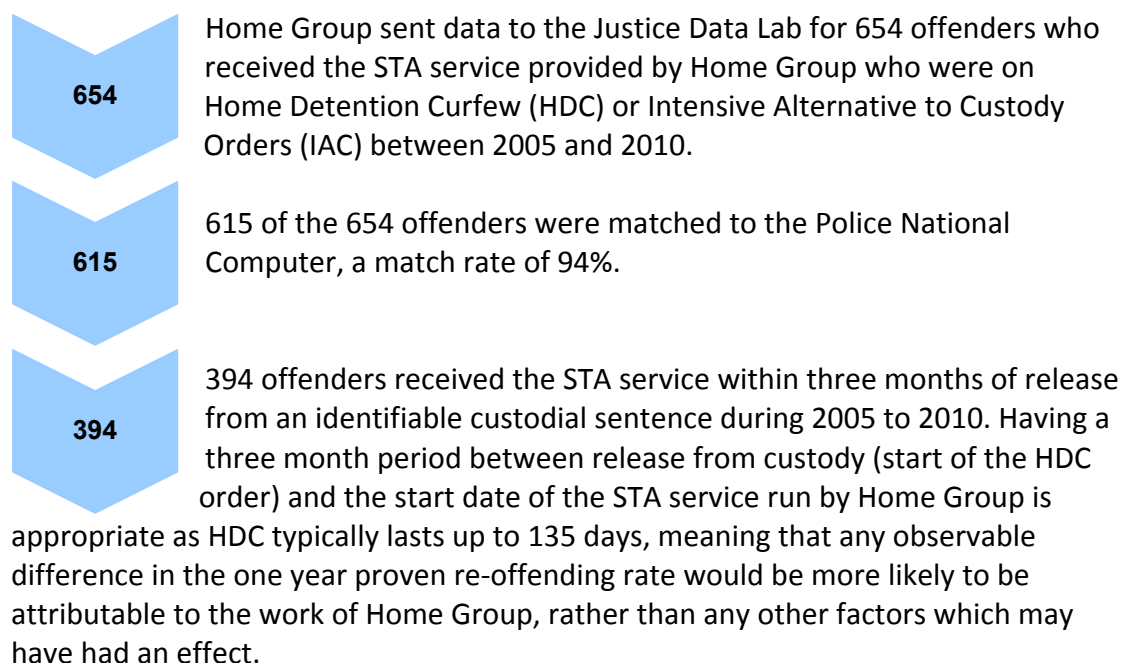 Home Group sent data to the Justice Data Lab for 654 offenders who
received the STA service provided by Home Group who were on
654
Home Detention Curfew (HDC) or Intensive Alternative to Custody
Orders (IAC) between 2005 and 2010.
615 of the 654 offenders were matched to the Police National
615
Computer, a match rate of 94%.
394 offenders received the STA service within three months of release
394
from an identifiable custodial sentence during 2005 to 2010. Having a
three month period between release from custody (start of the HDC
order) and the start date of the STA service run by Home Group is
appropriate as HDC typically lasts up to 135 days, meaning that any observable
difference in the one year proven re-offending rate would be more likely to be
attributable to the work of Home Group, rather than any other factors which may
have had an effect.